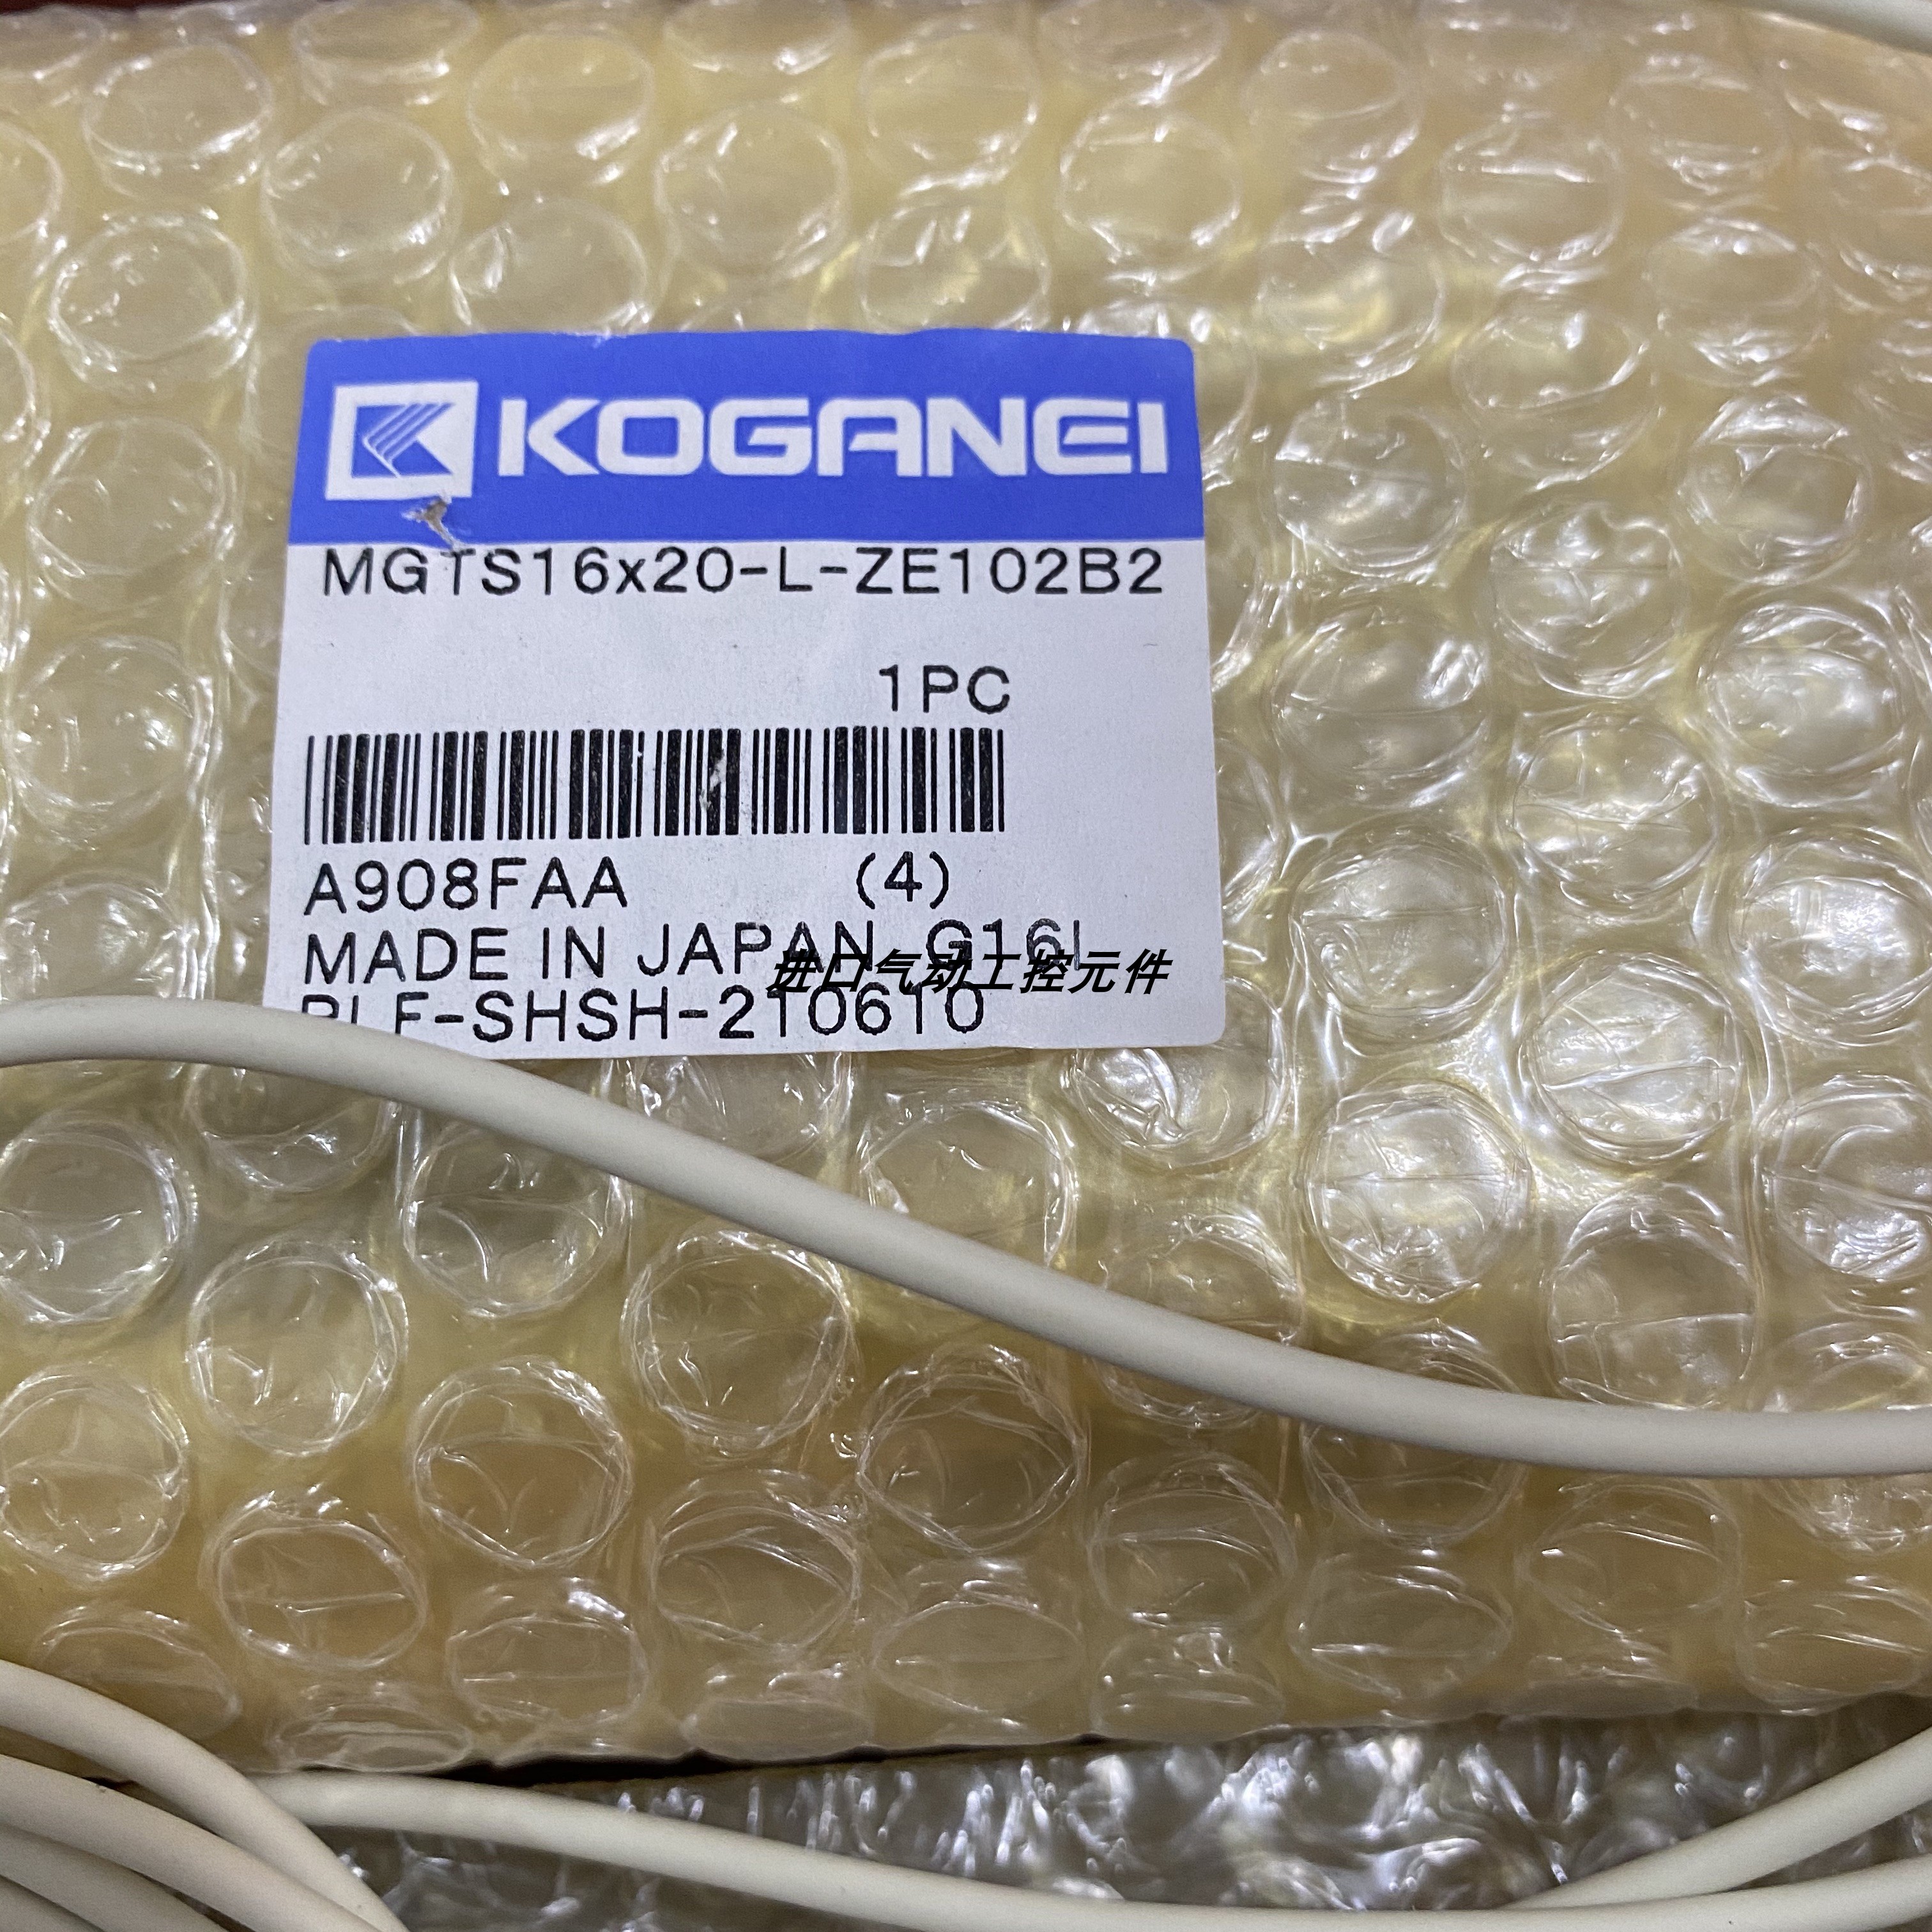 KOGANEI
MGTS16x20-L-ZE102B2
1PC
A908FAA (4)
MADE IN JAPAN G16L
进口气动工控元件
-SHSH-210610